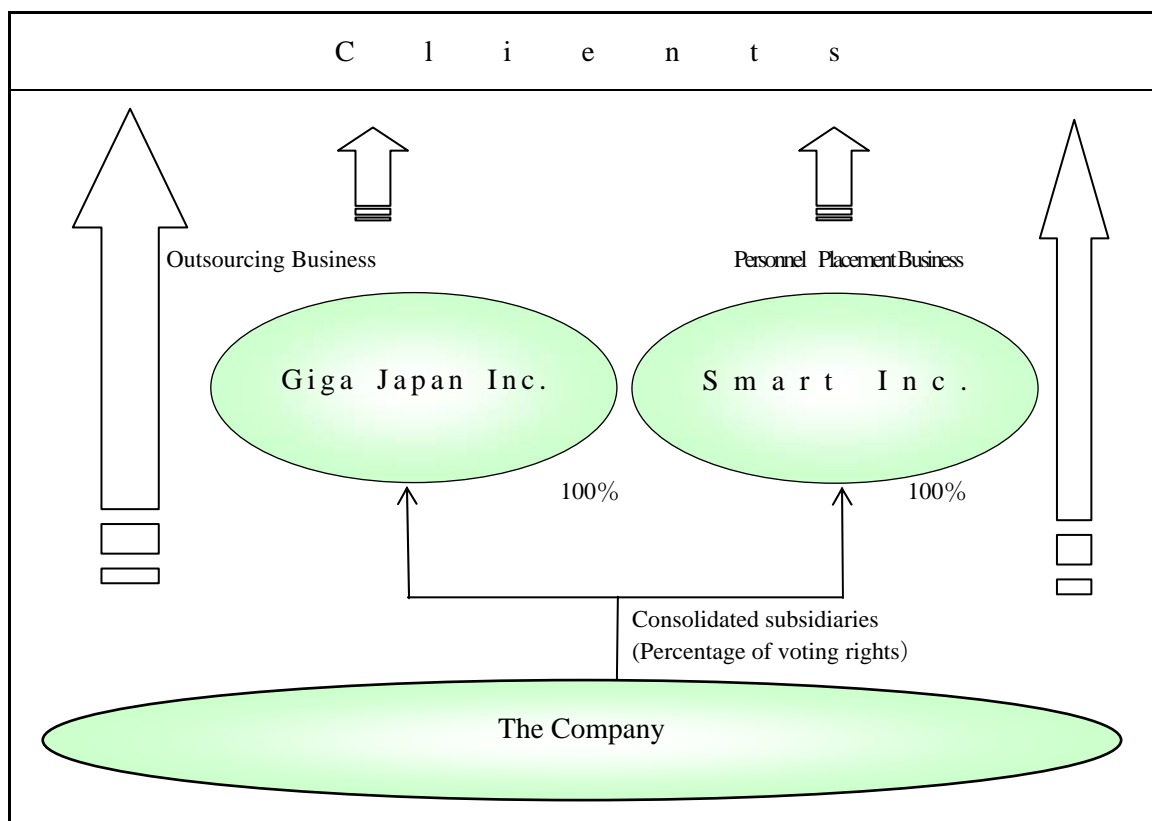 Clients
Outsourcing Business
Personnel Placement Business
Giga Japan Inc.
Smart Inc.
100%
100%
Consolidated subsidiaries
(Percentage of voting rights）
The Company